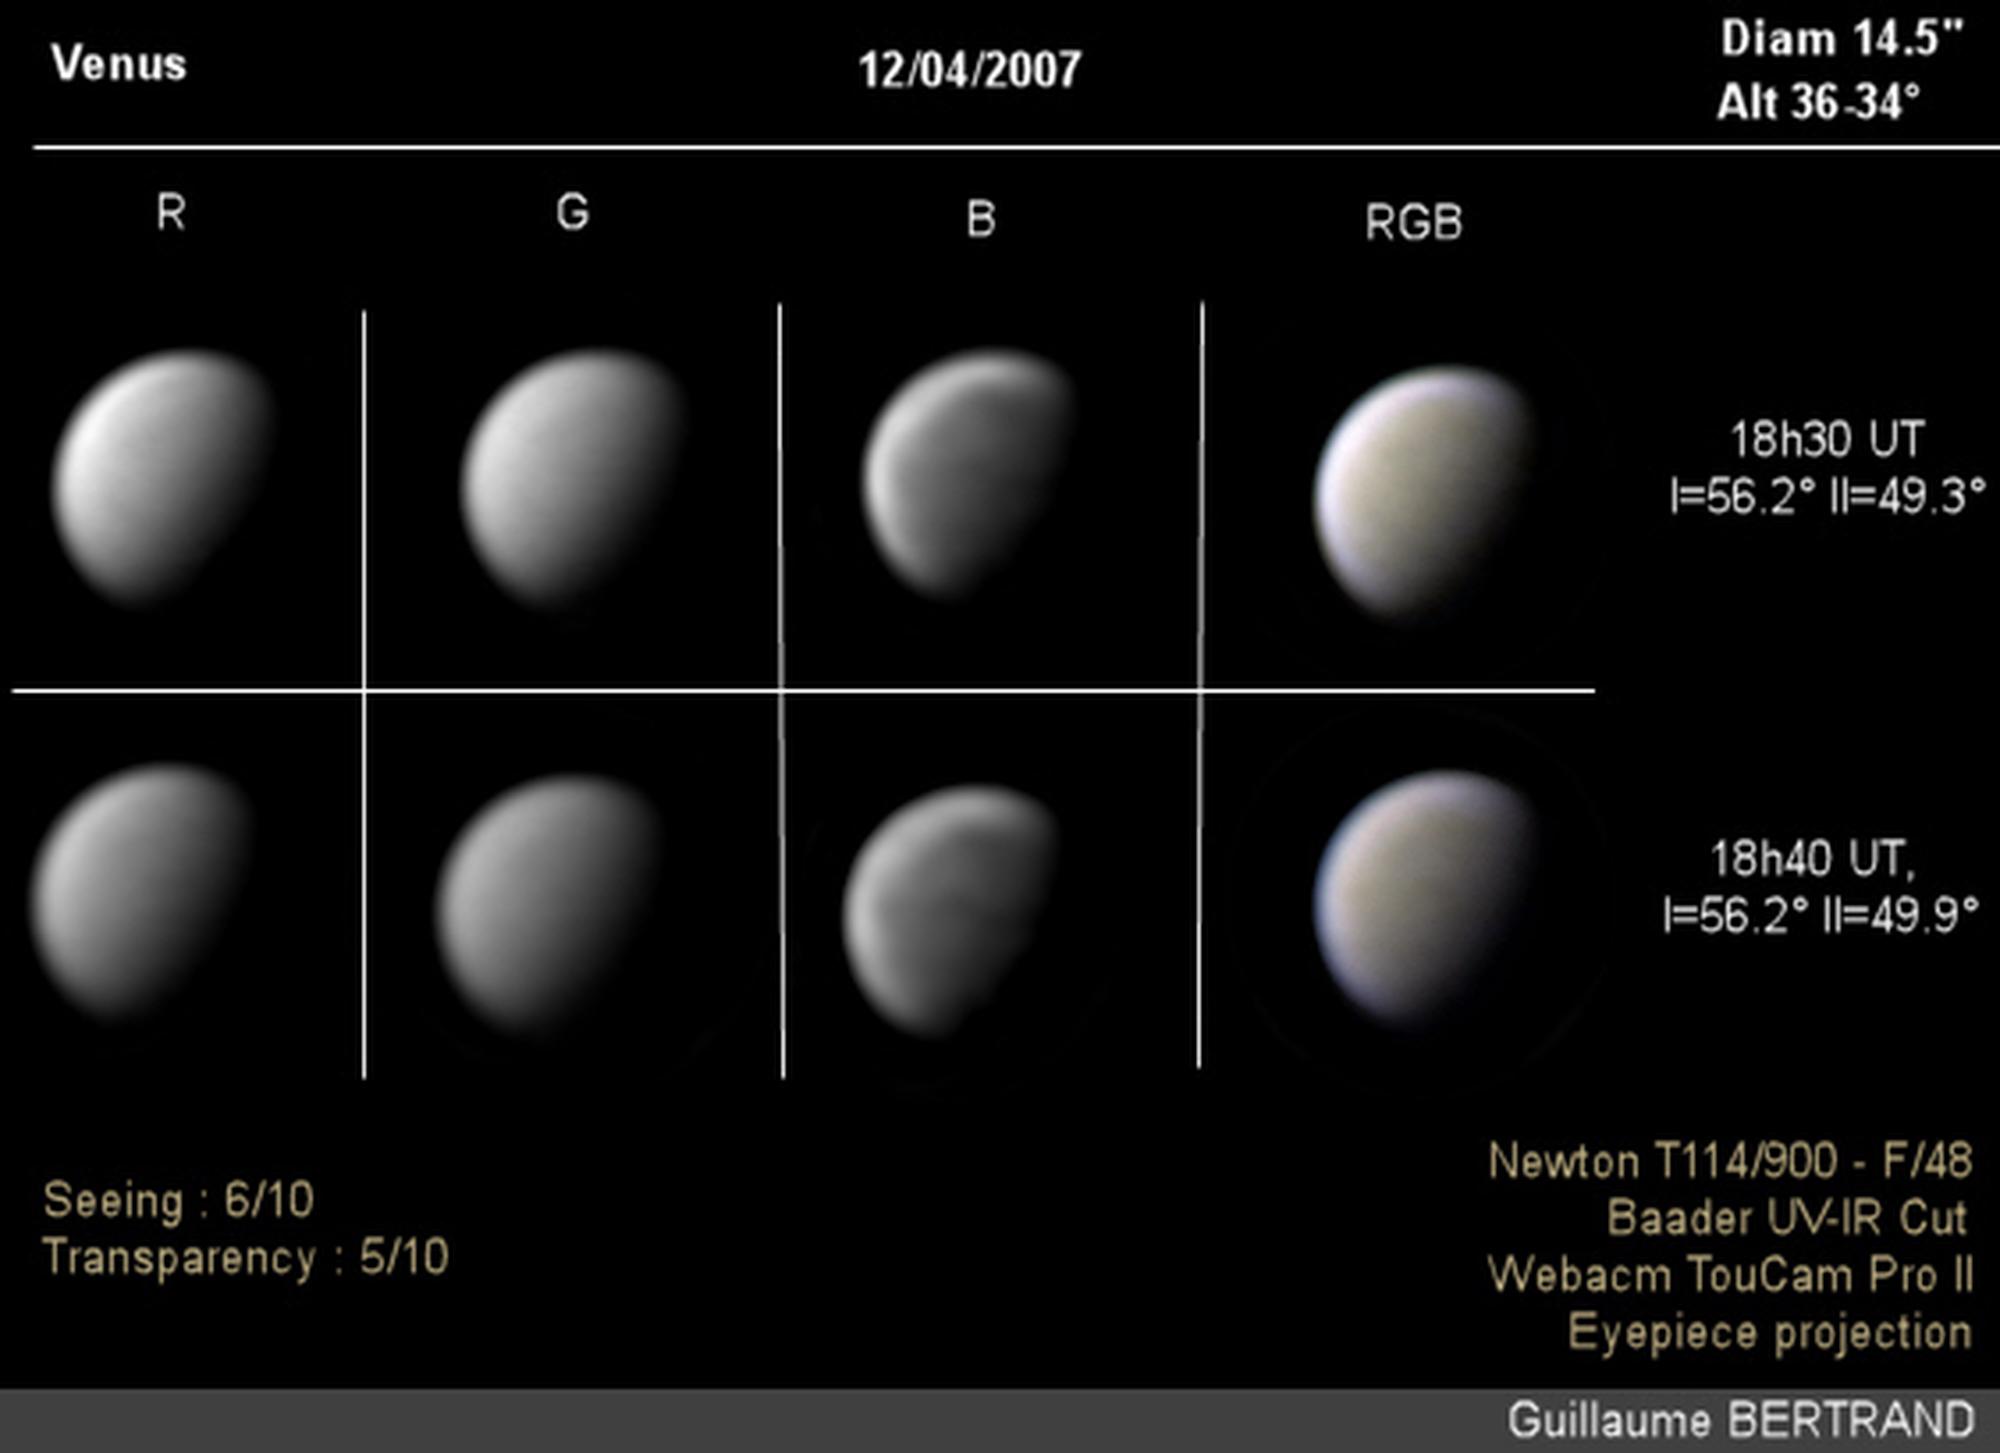 Venus
12/04/2007
Diam 14.5"
Alt 36-34°
R
G
B
RGB
18h30 UT
I=56.2° II=49.3°
18h40 UT,
I=56.2° II=49.9°
Seeing : 6/10
Transparency : 5/10
Newton T114/900 - F/48
Baader UV-IR Cut
Webacm TouCam Pro II
Eyepiece projection
Guillaume BERTRAND